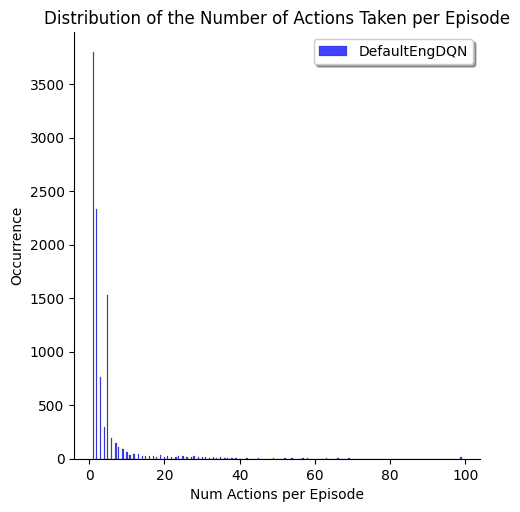 Distribution of the Number of Actions Taken per Episode
DefaultEngDQN
3500
3000
2500
2000
1500
1000
500
0
Occurrence
0 20 40 60 80 100
Num Actions per Episode